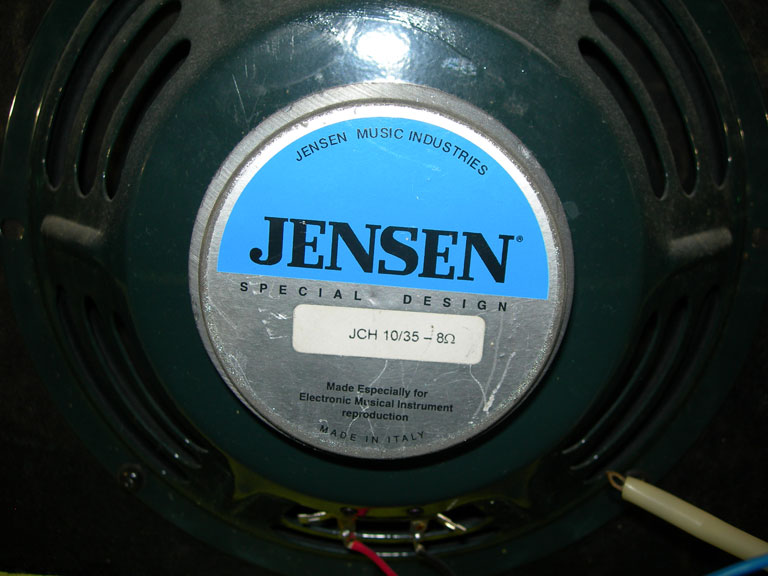 JENSEN MUSIC INDUSTRIES
JENSEN®
SPECIAL DESIGN
JCH 10/35 – 8Ω
Made Especially for
Electronic Musical Instrument
reproduction
MADE IN ITALY